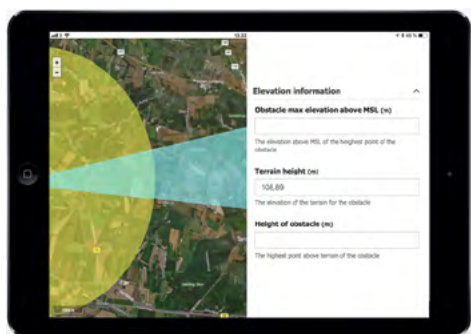 Elevation information
Obstacle max elevation above MSL (m)
The elevation above MSL of the heighest point of the
obstacle
Terrain height (m)
108,89
The elevation of the terrain for the obstacle
Height of obstacle (m)
The highest point above terrain of the obstacle